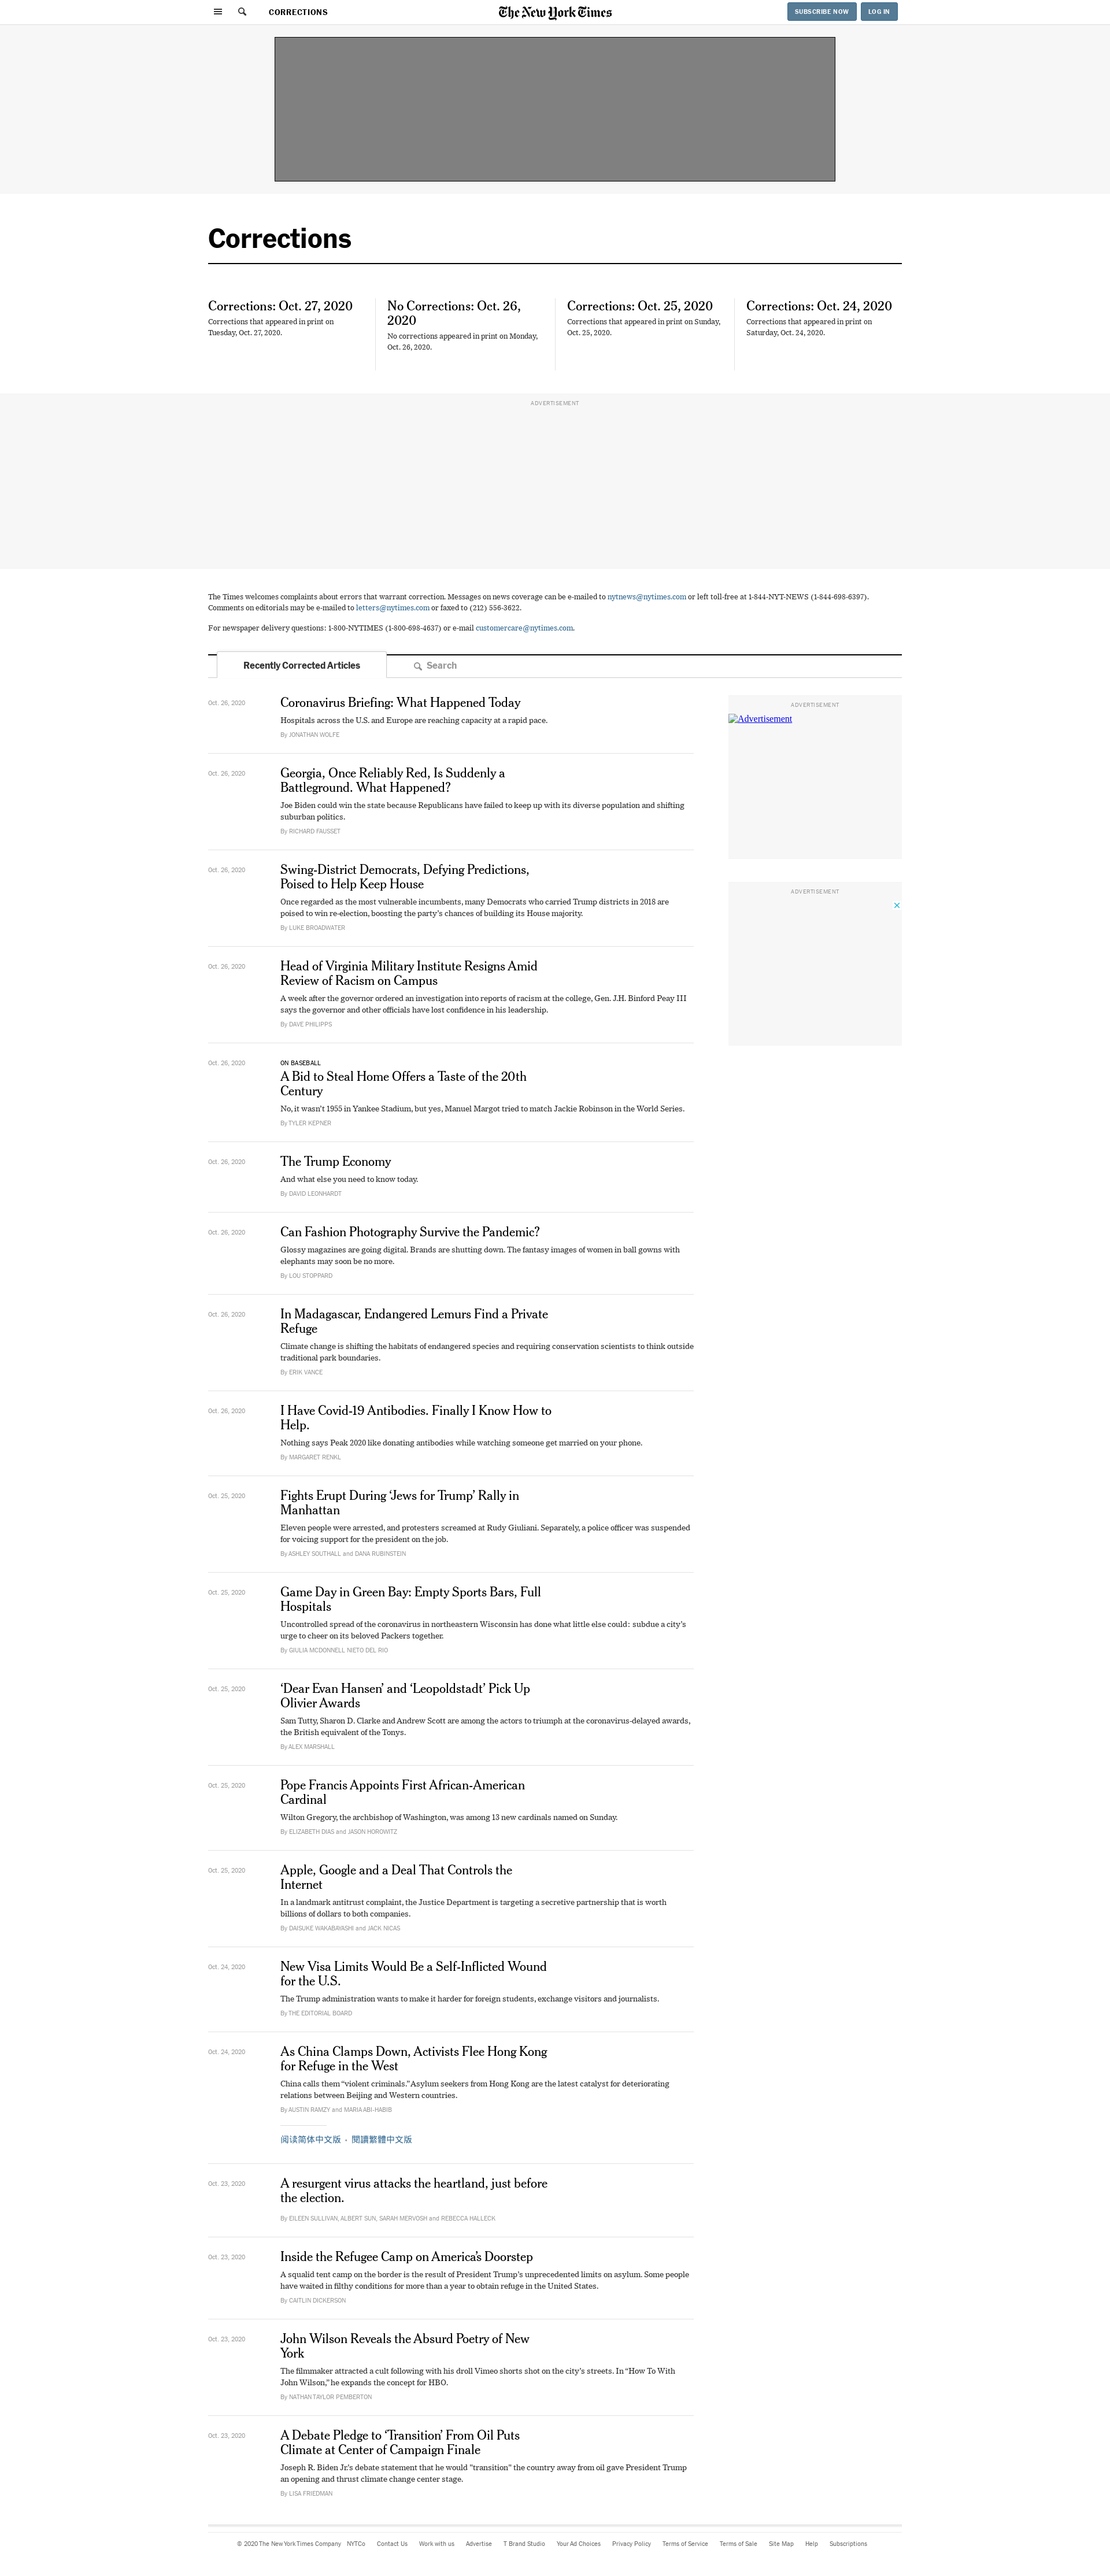 CORRECTIONS
The New York Times
SUBSCRIBE NOW
LOG IN
Corrections
Corrections: Oct. 27, 2020
Corrections that appeared in print on
Tuesday, Oct. 27, 2020.
No Corrections: Oct. 26,
2020
No corrections appeared in print on Monday,
Oct. 26, 2020.
Corrections: Oct. 25, 2020
Corrections that appeared in print on Sunday,
Oct. 25, 2020.
Corrections: Oct. 24, 2020
Corrections that appeared in print on
Saturday, Oct. 24, 2020.
ADVERTISEMENT
The Times welcomes complaints about errors that warrant correction. Messages on news coverage can be e-mailed to nytnews@nytimes.com or left toll-free at 1-844-NYT-NEWS (1-844-698-6397).
Comments on editorials may be e-mailed to letters@nytimes.com or faxed to (212) 556-3622.
For newspaper delivery questions: 1-800-NYTIMES (1-800-698-4637) or e-mail customercare@nytimes.com.
Recently Corrected Articles
Search
Oct. 26, 2020
Coronavirus Briefing: What Happened Today
Hospitals across the U.S. and Europe are reaching capacity at a rapid pace.
By JONATHAN WOLFE
ADVERTISEMENT
Advertisement
Oct. 26, 2020
Georgia, Once Reliably Red, Is Suddenly a
Battleground. What Happened?
Joe Biden could win the state because Republicans have failed to keep up with its diverse population and shifting
suburban politics.
By RICHARD FAUSSET
Oct. 26, 2020
Swing-District Democrats, Defying Predictions,
Poised to Help Keep House
Once regarded as the most vulnerable incumbents, many Democrats who carried Trump districts in 2018 are
poised to win re-election, boosting the party's chances of building its House majority.
By LUKE BROADWATER
ADVERTISEMENT
Oct. 26, 2020
Head of Virginia Military Institute Resigns Amid
Review of Racism on Campus
A week after the governor ordered an investigation into reports of racism at the college, Gen. J.H. Binford Peay III
says the governor and other officials have lost confidence in his leadership.
By DAVE PHILIPPS
Oct. 26, 2020
ON BASEBALL
A Bid to Steal Home Offers a Taste of the 20th
Century
No, it wasn't 1955 in Yankee Stadium, but yes, Manuel Margot tried to match Jackie Robinson in the World Series.
By TYLER KEPNER
Oct. 26, 2020
The Trump Economy
And what else you need to know today.
By DAVID LEONHARDT
Oct. 26, 2020
Can Fashion Photography Survive the Pandemic?
Glossy magazines are going digital. Brands are shutting down. The fantasy images of women in ball gowns with
elephants may soon be no more.
By LOU STOPPARD
Oct. 26, 2020
In Madagascar, Endangered Lemurs Find a Private
Refuge
Climate change is shifting the habitats of endangered species and requiring conservation scientists to think outside
traditional park boundaries.
By ERIK VANCE
Oct. 26, 2020
I Have Covid-19 Antibodies. Finally I Know How to
Help.
Nothing says Peak 2020 like donating antibodies while watching someone get married on your phone.
By MARGARET RENKL
Oct. 25, 2020
Fights Erupt During ‘Jews for Trump’ Rally in
Manhattan
Eleven people were arrested, and protesters screamed at Rudy Giuliani. Separately, a police officer was suspended
for voicing support for the president on the job.
By ASHLEY SOUTHALL and DANA RUBINSTEIN
Oct. 25, 2020
Game Day in Green Bay: Empty Sports Bars, Full
Hospitals
Uncontrolled spread of the coronavirus in northeastern Wisconsin has done what little else could: subdue a city's
urge to cheer on its beloved Packers together.
By GIULIA MCDONNELL NIETO DEL RIO
Oct. 25, 2020
‘Dear Evan Hansen’ and ‘Leopoldstadt’ Pick Up
Olivier Awards
Sam Tutty, Sharon D. Clarke and Andrew Scott are among the actors to triumph at the coronavirus-delayed awards,
the British equivalent of the Tonys.
By ALEX MARSHALL
Oct. 25, 2020
Pope Francis Appoints First African-American
Cardinal
Wilton Gregory, the archbishop of Washington, was among 13 new cardinals named on Sunday.
By ELIZABETH DIAS and JASON HOROWITZ
Oct. 25, 2020
Apple, Google and a Deal That Controls the
Internet
In a landmark antitrust complaint, the Justice Department is targeting a secretive partnership that is worth
billions of dollars to both companies.
By DAISUKE WAKABAYASHI and JACK NICAS
Oct. 24, 2020
New Visa Limits Would Be a Self-Inflicted Wound
for the U.S.
The Trump administration wants to make it harder for foreign students, exchange visitors and journalists.
By THE EDITORIAL BOARD
Oct. 24, 2020
As China Clamps Down, Activists Flee Hong Kong
for Refuge in the West
China calls them “violent criminals.” Asylum seekers from Hong Kong are the latest catalyst for deteriorating
relations between Beijing and Western countries.
By AUSTIN RAMZY and MARIA ABI-HABIB
阅读简体中文版 • 閱讀繁體中文版
Oct. 23, 2020
A resurgent virus attacks the heartland, just before
the election.
By EILEEN SULLIVAN, ALBERT SUN, SARAH MERVOSH and REBECCA HALLECK
Oct. 23, 2020
Inside the Refugee Camp on America’s Doorstep
A squalid tent camp on the border is the result of President Trump's unprecedented limits on asylum. Some people
have waited in filthy conditions for more than a year to obtain refuge in the United States.
By CAITLIN DICKERSON
Oct. 23, 2020
John Wilson Reveals the Absurd Poetry of New
York
The filmmaker attracted a cult following with his droll Vimeo shorts shot on the city's streets. In “How To With
John Wilson,” he expands the concept for HBO.
By NATHAN TAYLOR PEMBERTON
Oct. 23, 2020
A Debate Pledge to ‘Transition’ From Oil Puts
Climate at Center of Campaign Finale
Joseph R. Biden Jr.'s debate statement that he would "transition" the country away from oil gave President Trump
an opening and thrust climate change center stage.
By LISA FRIEDMAN
© 2020 The New York Times Company NYTCo Contact Us Work with us Advertise T Brand Studio Your Ad Choices Privacy Policy Terms of Service Terms of Sale Site Map Help Subscriptions